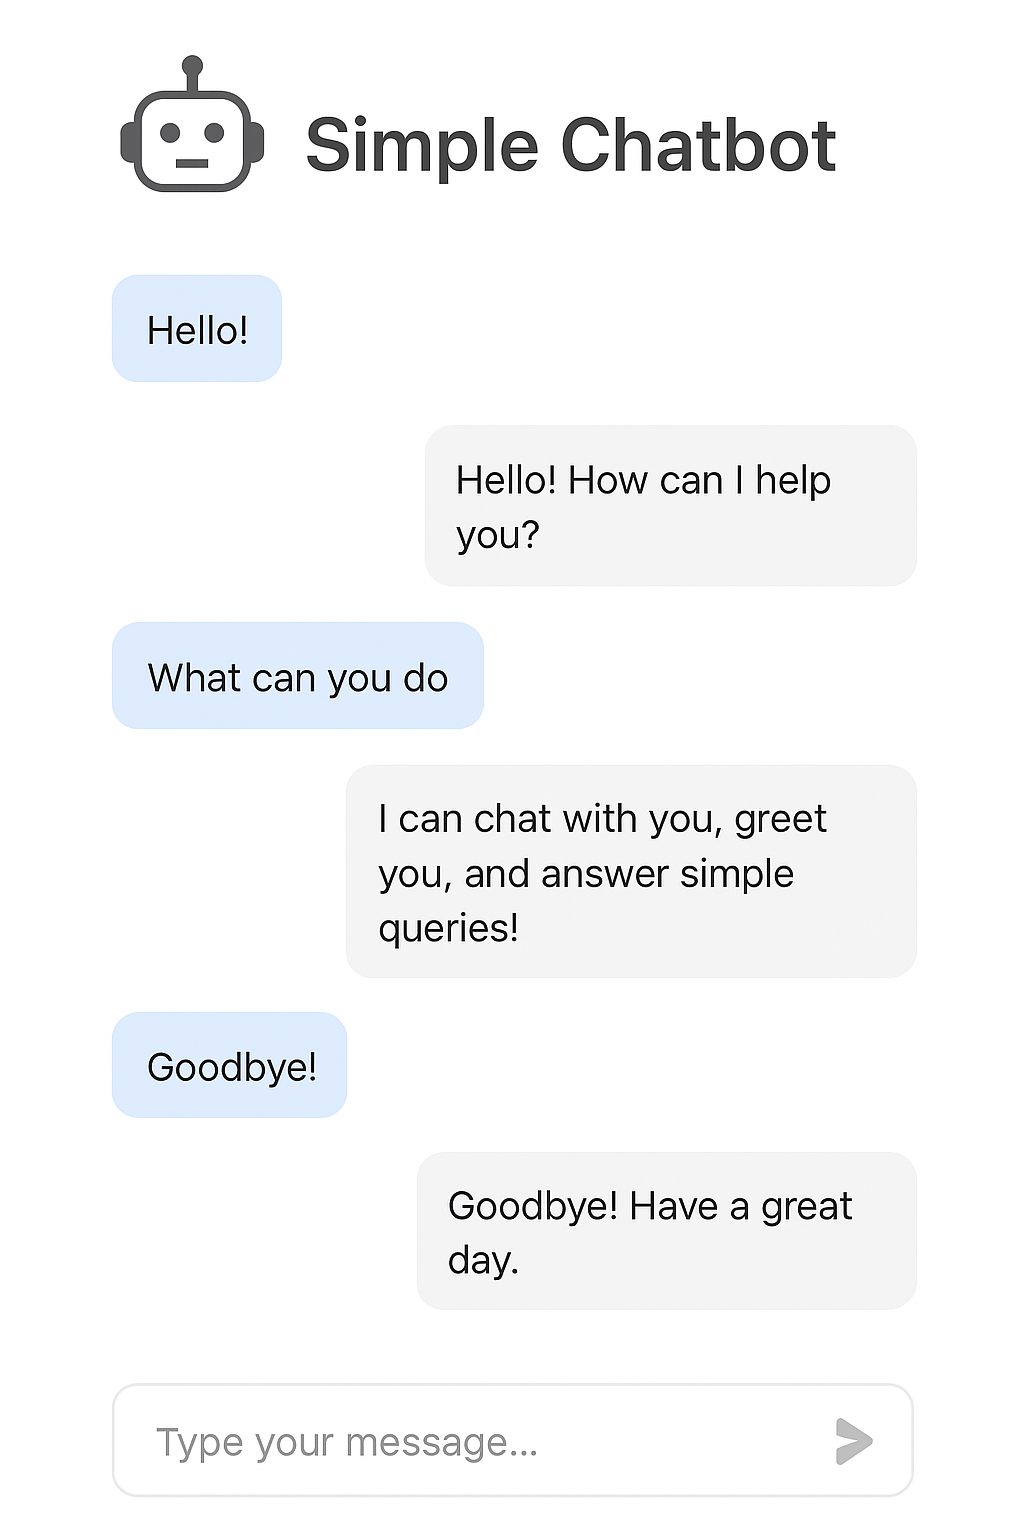 Simple Chatbot
Hello!
Hello! How can I help
you?
What can you do
I can chat with you, greet
you, and answer simple
queries!
Goodbye!
Goodbye! Have a great
day.
Type your message...